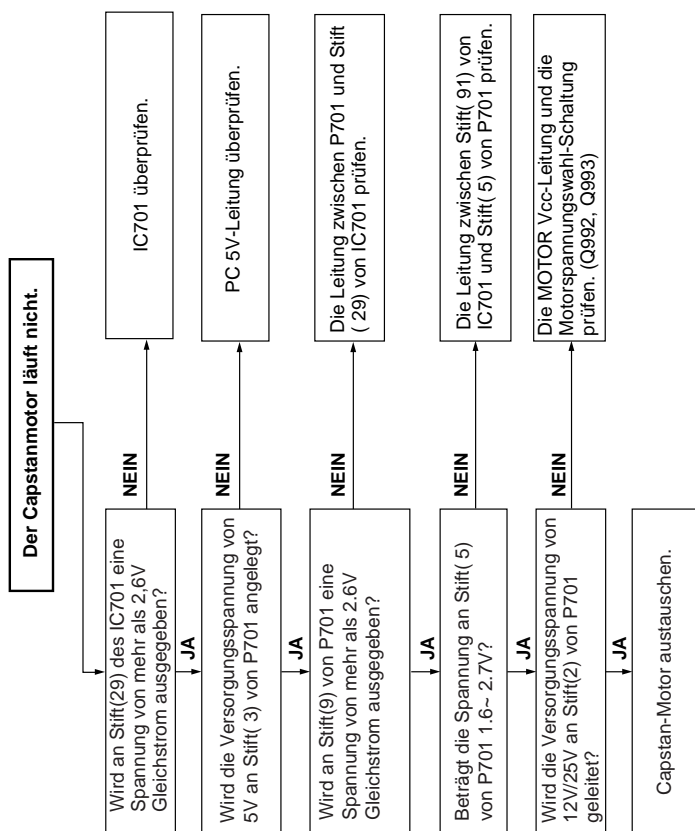 Der Capstanmotor läuft nicht.
Wird an Stift(29) des IC701 eine
Spannung von mehr als 2,6V
Gleichstrom ausgegeben?
NEIN
IC701 überprüfen.
JA
Wird die Versorgungsspannung von
5V an Stift( 3) von P701 angelegt?
NEIN
PC 5V-Leitung überprüfen.
JA
Wird an Stift(9) von P701 eine
Spannung von mehr als 2.6V
Gleichstrom ausgegeben?
NEIN
Die Leitung zwischen P701 und Stift
( 29) von IC701 prüfen.
JA
Beträgt die Spannung an Stift( 5)
von P701 1.6~ 2.7V?
NEIN
Die Leitung zwischen Stift( 91) von
IC701 und Stift( 5) von P701 prüfen.
JA
Wird die Versorgungsspannung von
12V/25V an Stift(2) von P701
geleitet?
NEIN
Die MOTOR Vcc-Leitung und die
Motorspannungswahl-Schaltung
prüfen. (Q992, Q993)
JA
Capstan-Motor austauschen.